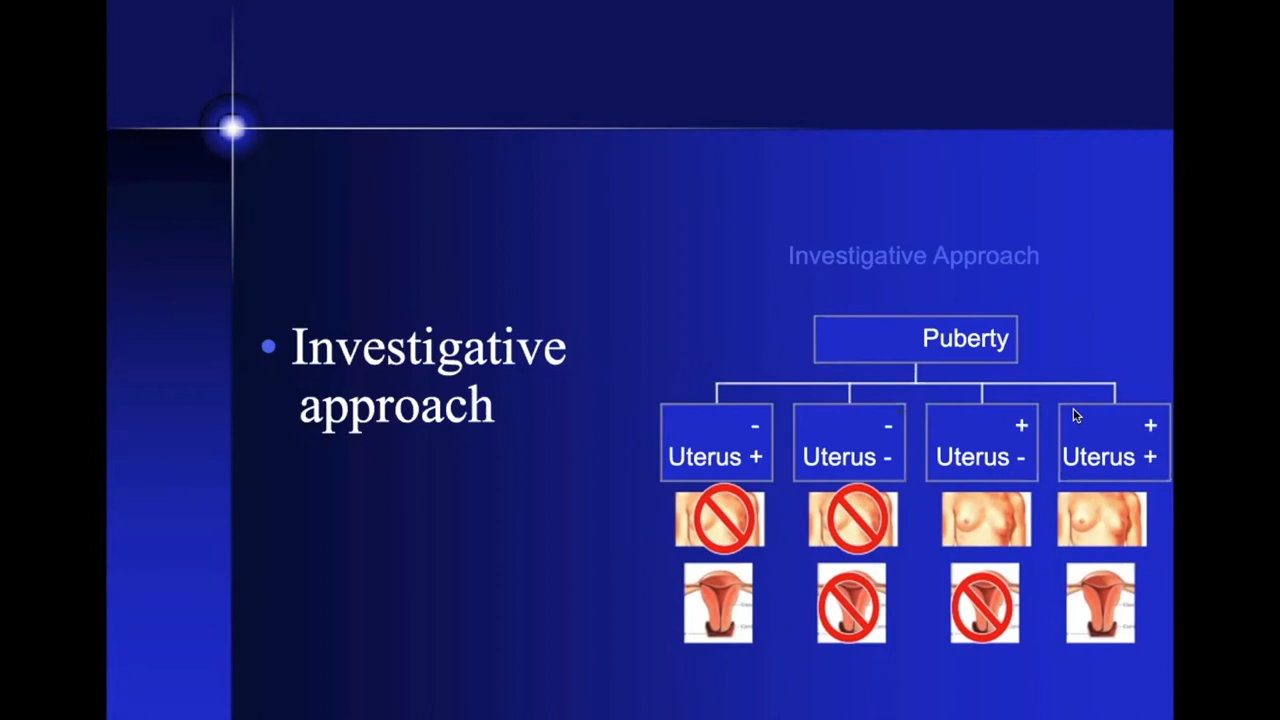 Investigative Approach
• Investigative
approach
Puberty
-
Uterus +
-
Uterus -
+
Uterus -
+
Uterus +